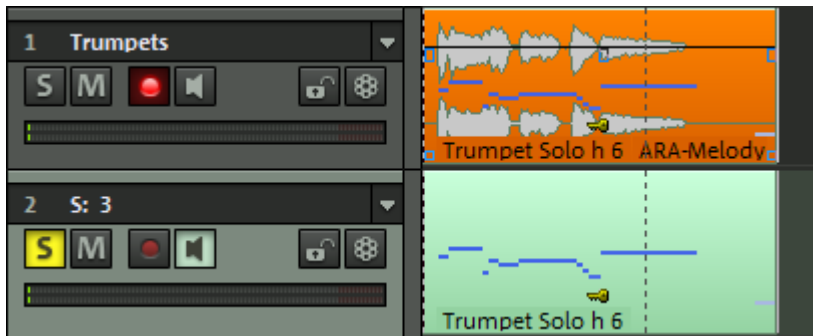 1 Trumpets
S M
Trumpet Solo h 6 ARA-Melody
2 S: 3
S M
Trumpet Solo h 6